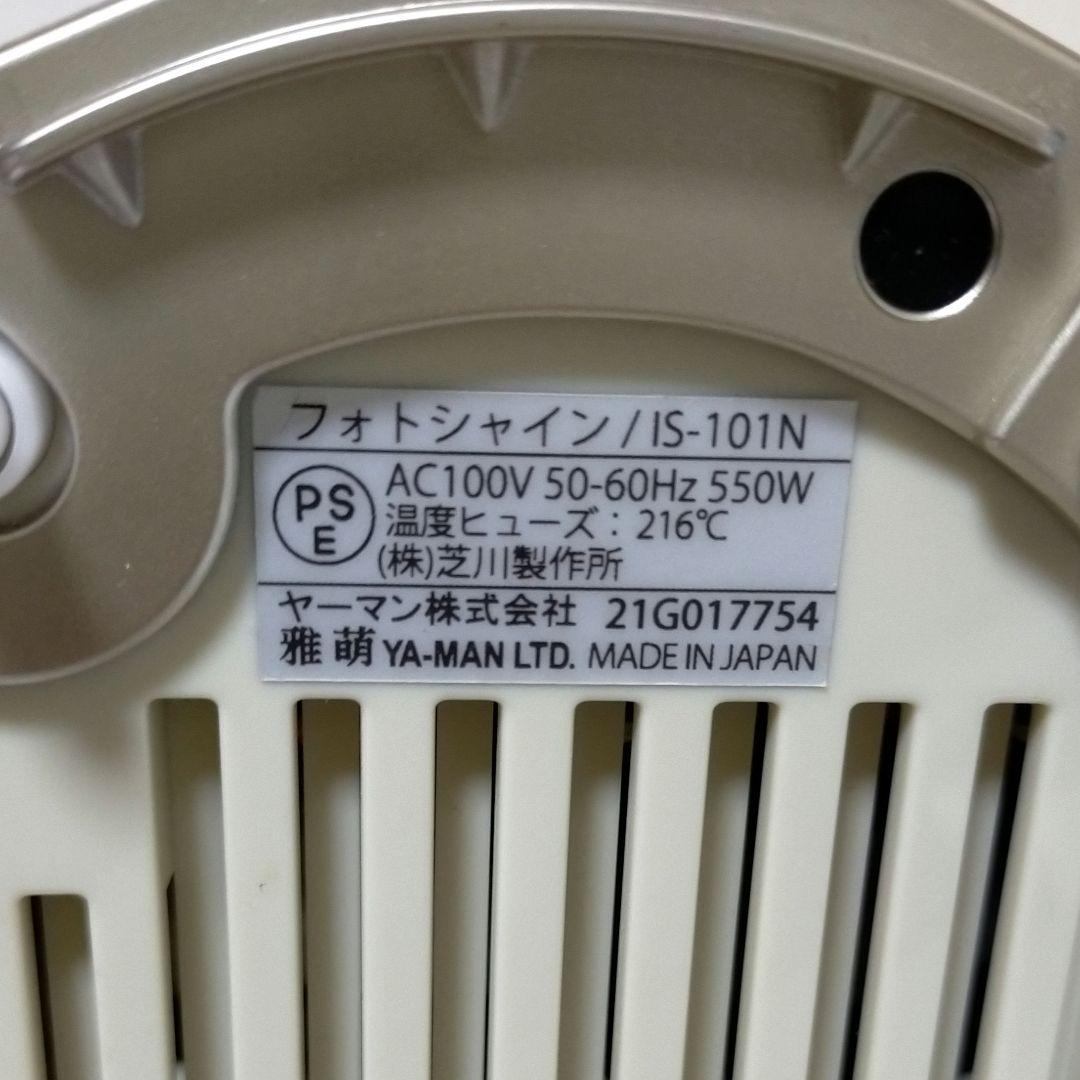 フォトシャイン/IS-101N
PSE
AC100V 50-60Hz 550W
温度ヒューズ：216℃
(株)芝川製作所
ヤーマン株式会社 21G017754
雅萌 YA-MAN LTD. MADE IN JAPAN